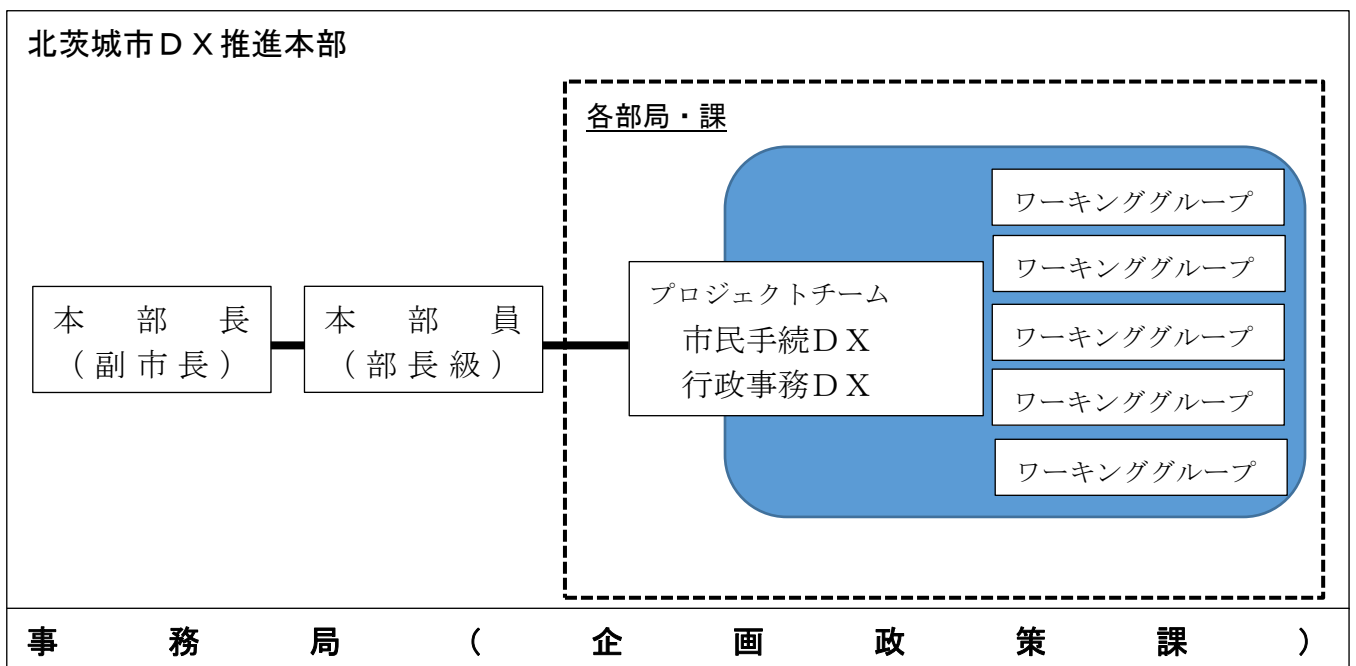 北茨城市ＤＸ推進本部
各部局・課
本部長
（副市長）
本部員
（部長級）
プロジェクトチーム
市民手続ＤＸ
行政事務ＤＸ
ワーキンググループ
ワーキンググループ
ワーキンググループ
ワーキンググループ
ワーキンググループ
事務局（企画政策課）